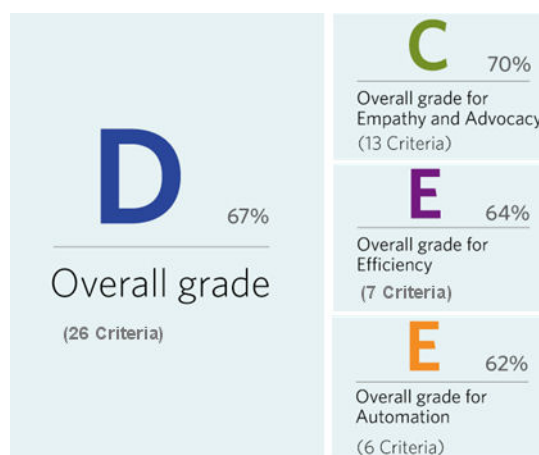 D
67%
Overall grade
(26 Criteria)
C
70%
Overall grade for
Empathy and Advocacy
(13 Criteria)
E
64%
Overall grade for
Efficiency
(7 Criteria)
E
62%
Overall grade for
Automation
(6 Criteria)